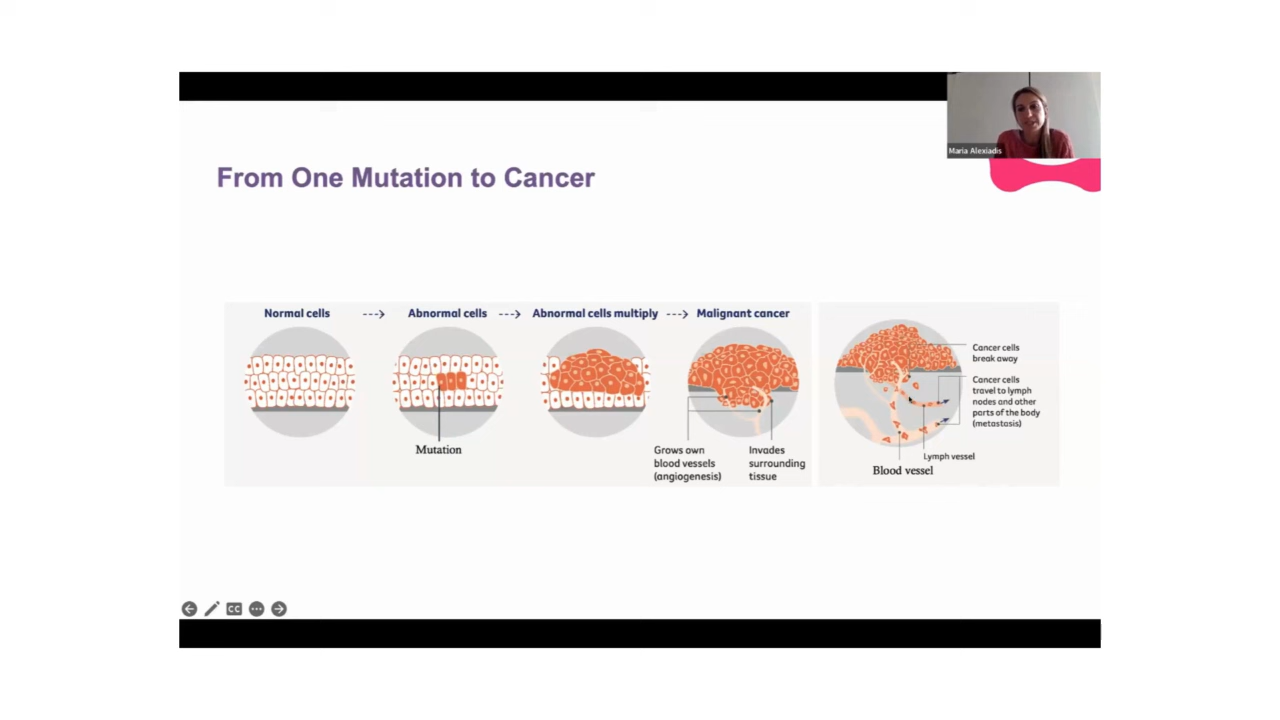 Maria Alexiadis
From One Mutation to Cancer
Normal cells
--->
Abnormal cells
--->
Abnormal cells multiply
--->
Malignant cancer
Mutation
Grows own
blood vessels
(angiogenesis)
Invades
surrounding
tissue
Cancer cells
break away
Cancer cells
travel to lymph
nodes and other
parts of the body
(metastasis)
Lymph vessel
Blood vessel
CC